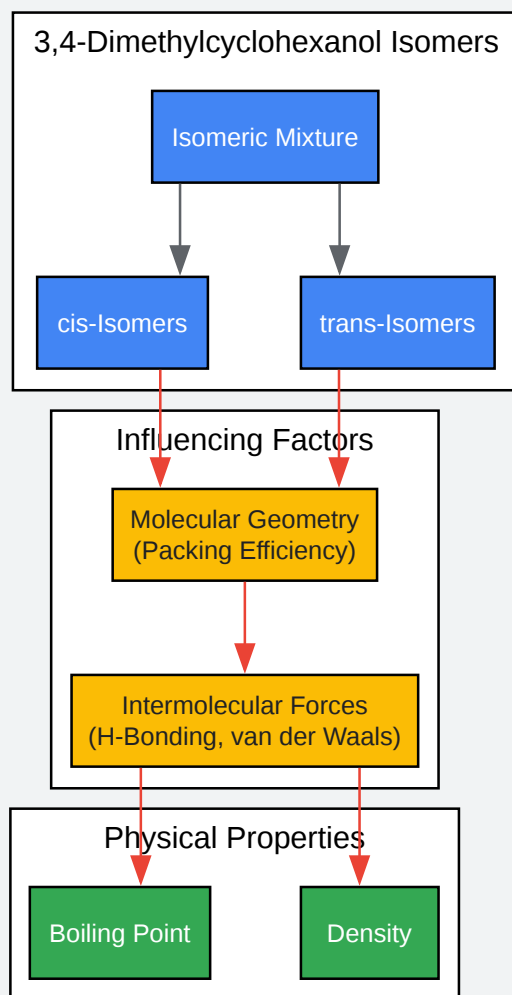 3,4-Dimethylcyclohexanol Isomers
Isomeric Mixture
cis-Isomers
trans-Isomers
Influencing Factors
Molecular Geometry
(Packing Efficiency)
Intermolecular Forces
(H-Bonding, van der Waals)
Physical Properties
Boiling Point
Density